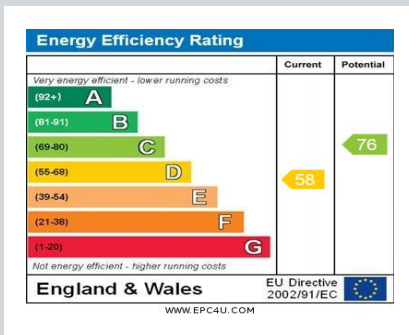 Energy Efficiency Rating
Current Potential
Very energy efficient - lower running costs
(92+) A
(81-91) B
(69-80) C 76
(55-68) D 58
(39-54) E
(21-38) F
(1-20) G
Not energy efficient - higher running costs
England & Wales
EU Directive
2002/91/EC
WWW.EPC4U.COM